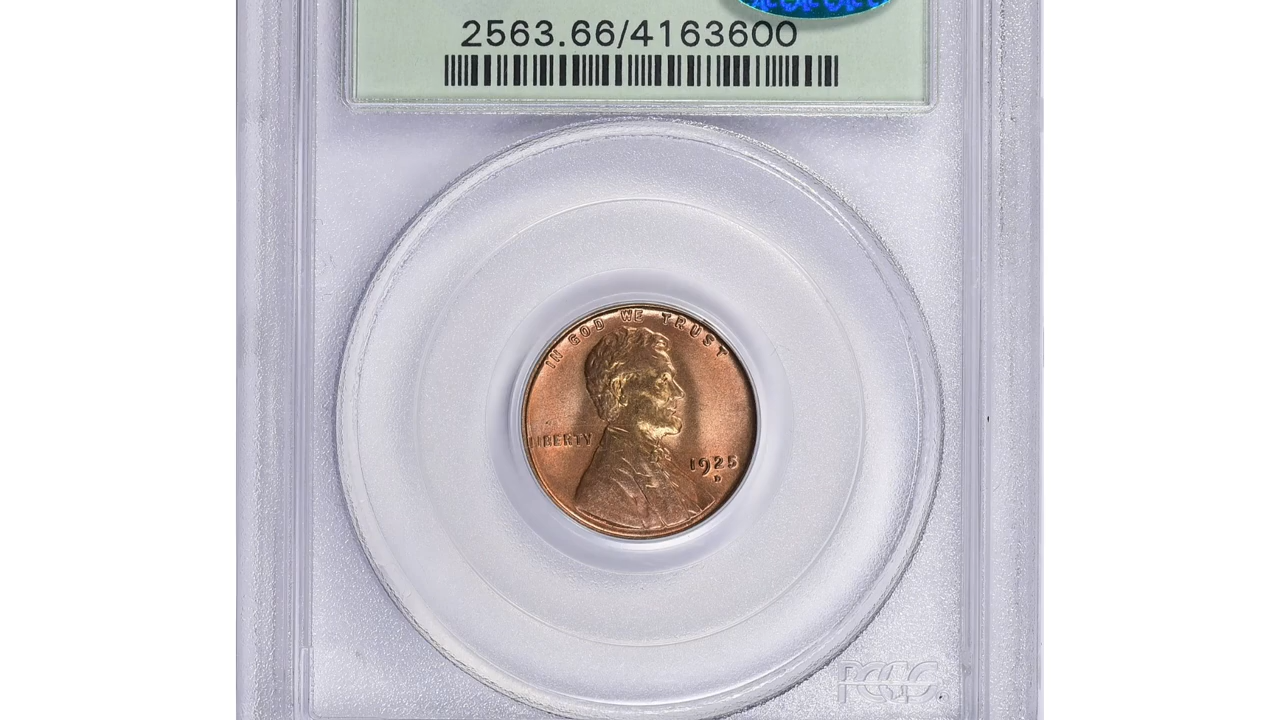 2563.66/4163600
IN GOD WE TRUST
LIBERTY
1925
D
PCGS